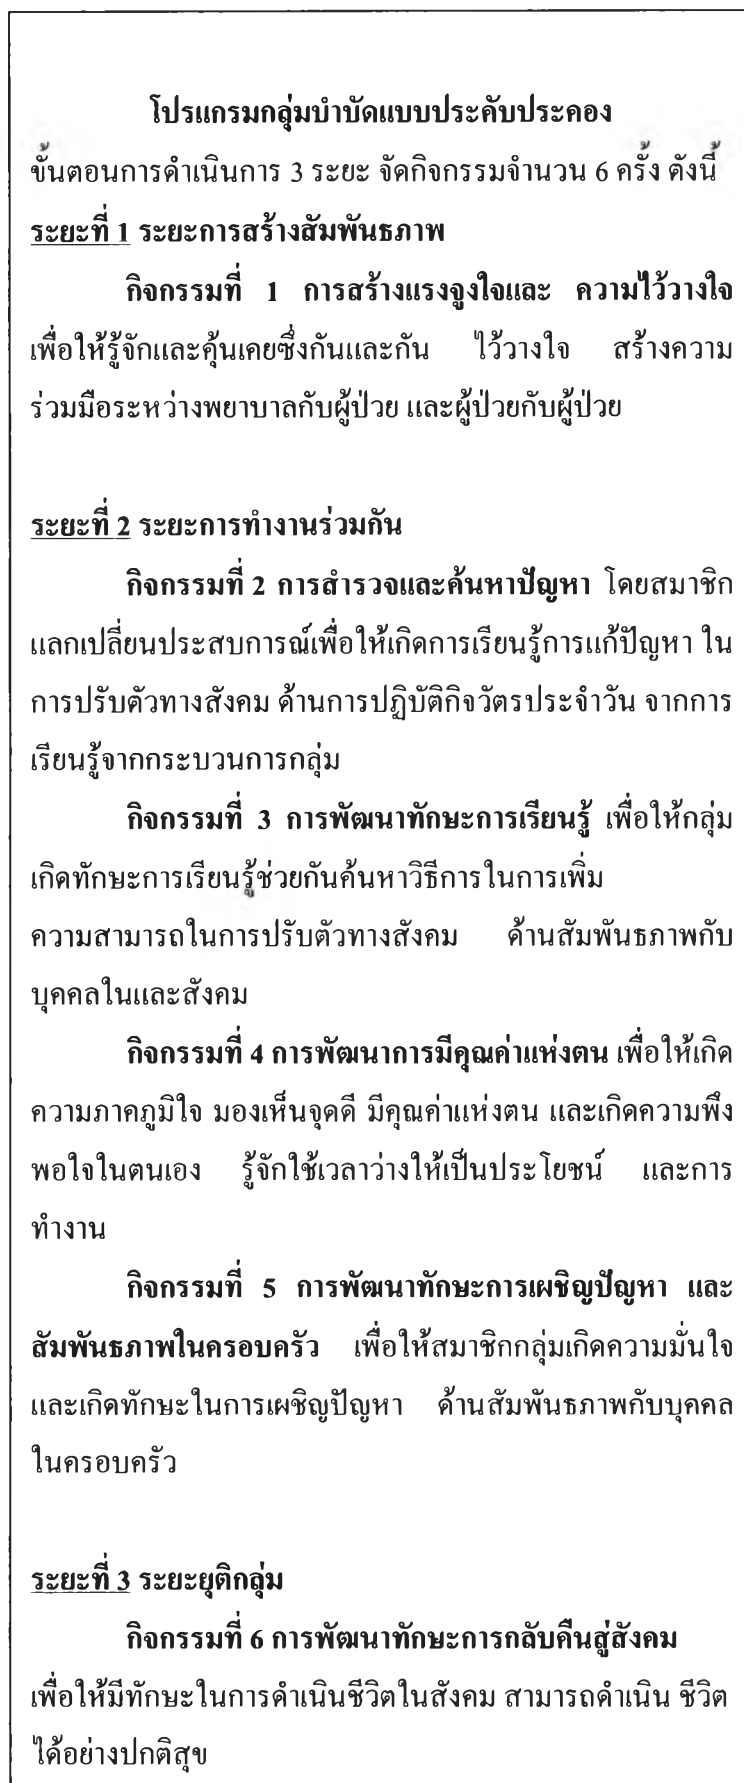 โปรแกรมกลุ่มบำบัดแบบประคับประคอง
ขั้นตอนการดำเนินการ 3 ระยะ จัดกิจกรรมจำนวน 6 ครั้ง ดังนี้
ระยะที่ 1 ระยะการสร้างสัมพันธภาพ
กิจกรรมที่ 1 การสร้างแรงจูงใจและ ความไว้วางใจ
เพื่อให้รู้จักและคุ้นเคยซึ่งกันและกัน ไว้วางใจ สร้างความ
ร่วมมือระหว่างพยาบาลกับผู้ป่วย และผู้ป่วยกับผู้ป่วย
ระยะที่ 2 ระยะการทำงานร่วมกัน
กิจกรรมที่ 2 การสำรวจและค้นหาปัญหา โดยสมาชิก
แลกเปลี่ยนประสบการณ์เพื่อให้เกิดการเรียนรู้การแก้ปัญหา ใน
การปรับตัวทางสังคม ด้านการปฏิบัติกิจวัตรประจำวัน จากการ
เรียนรู้จากกระบวนการกลุ่ม
กิจกรรมที่ 3 การพัฒนาทักษะการเรียนรู้ เพื่อให้กลุ่ม
เกิดทักษะการเรียนรู้ช่วยกันค้นหาวิธีการในการเพิ่ม
ความสามารถในการปรับตัวทางสังคม ด้านสัมพันธภาพกับ
บุคคลในและสังคม
กิจกรรมที่ 4 การพัฒนาการมีคุณค่าแห่งตน เพื่อให้เกิด
ความภาคภูมิใจ มองเห็นจุดดี มีคุณค่าแห่งตน และเกิดความพึง
พอใจในตนเอง รู้จักใช้เวลาว่างให้เป็นประโยชน์ และการ
ทำงาน
กิจกรรมที่ 5 การพัฒนาทักษะการเผชิญปัญหา และ
สัมพันธภาพในครอบครัว เพื่อให้สมาชิกกลุ่มเกิดความมั่นใจ
และเกิดทักษะในการเผชิญปัญหา ด้านสัมพันธภาพกับบุคคล
ในครอบครัว
ระยะที่ 3 ระยะยุติกลุ่ม
กิจกรรมที่ 6 การพัฒนาทักษะการกลับคืนสู่สังคม
เพื่อให้มีทักษะในการดำเนินชีวิตในสังคม สามารถดำเนิน ชีวิต
ได้อย่างปกติสุข